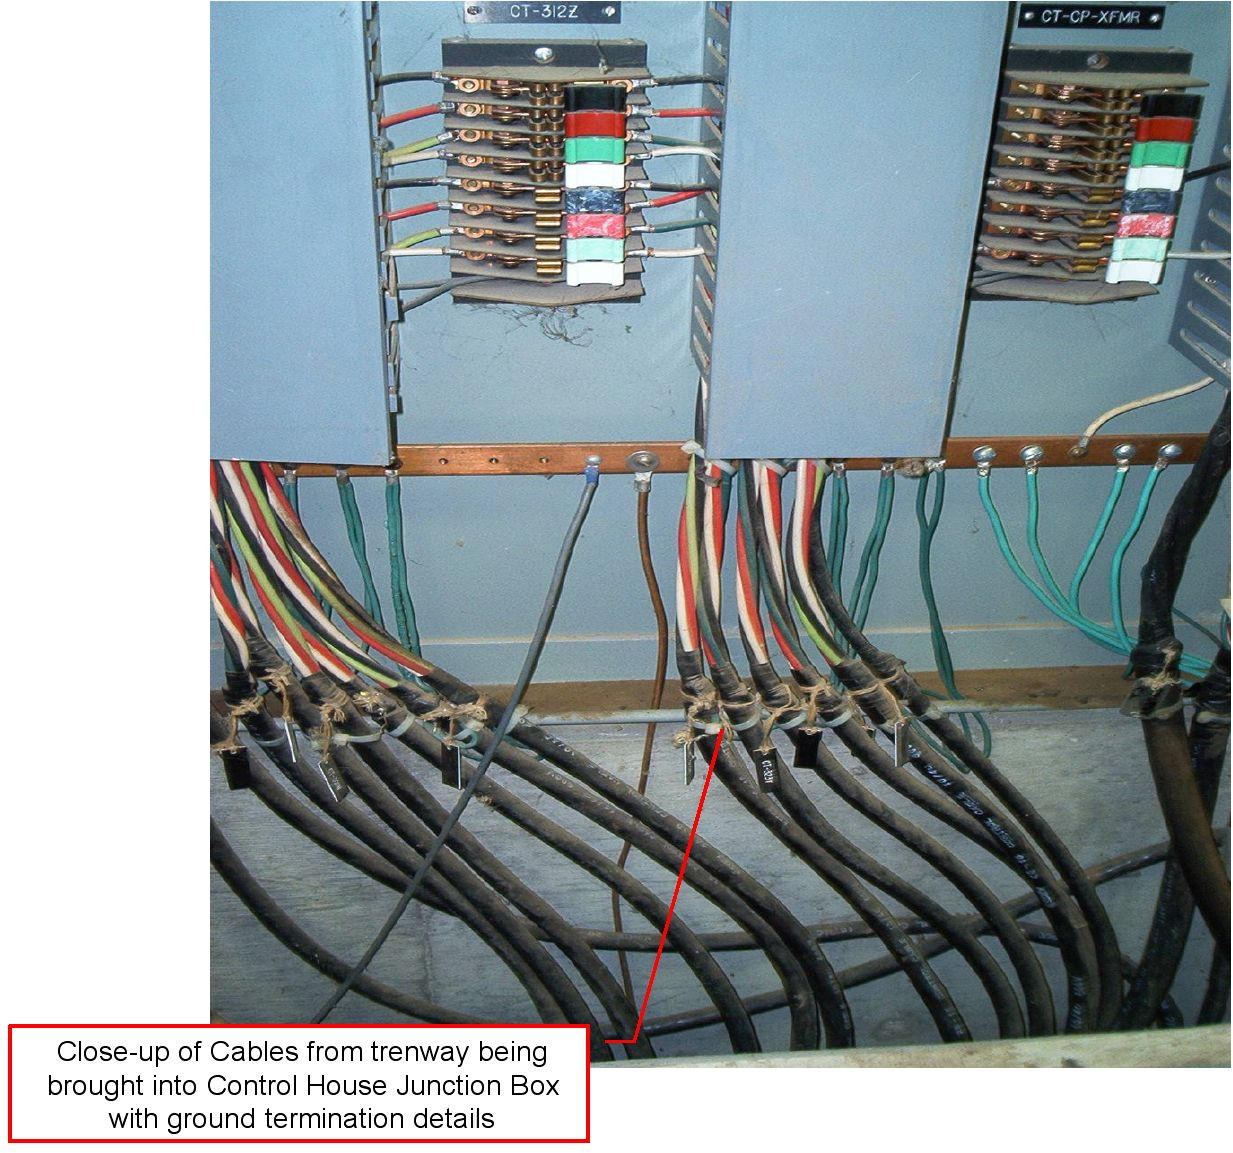 CT-312Z
CT-CP-XFMR
Close-up of Cables from trenway being
brought into Control House Junction Box
with ground termination details